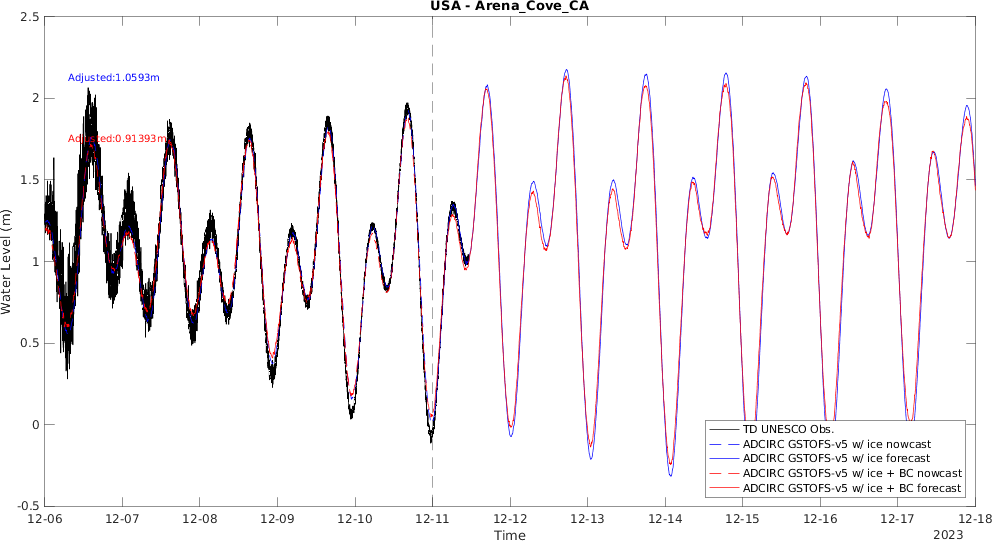 USA - Arena_Cove_CA
2.5
2
1.5
1
0.5
0
-0.5
Water Level (m)
Adjusted:1.0593m
Adjusted:0.91393m
TD UNESCO Obs.
ADCIRC GSTOFS-v5 w/ ice nowcast
ADCIRC GSTOFS-v5 w/ ice forecast
ADCIRC GSTOFS-v5 w/ ice + BC nowcast
ADCIRC GSTOFS-v5 w/ ice + BC forecast
12-06 12-07 12-08 12-09 12-10 12-11 12-12 12-13 12-14 12-15 12-16 12-17 12-18
Time
2023